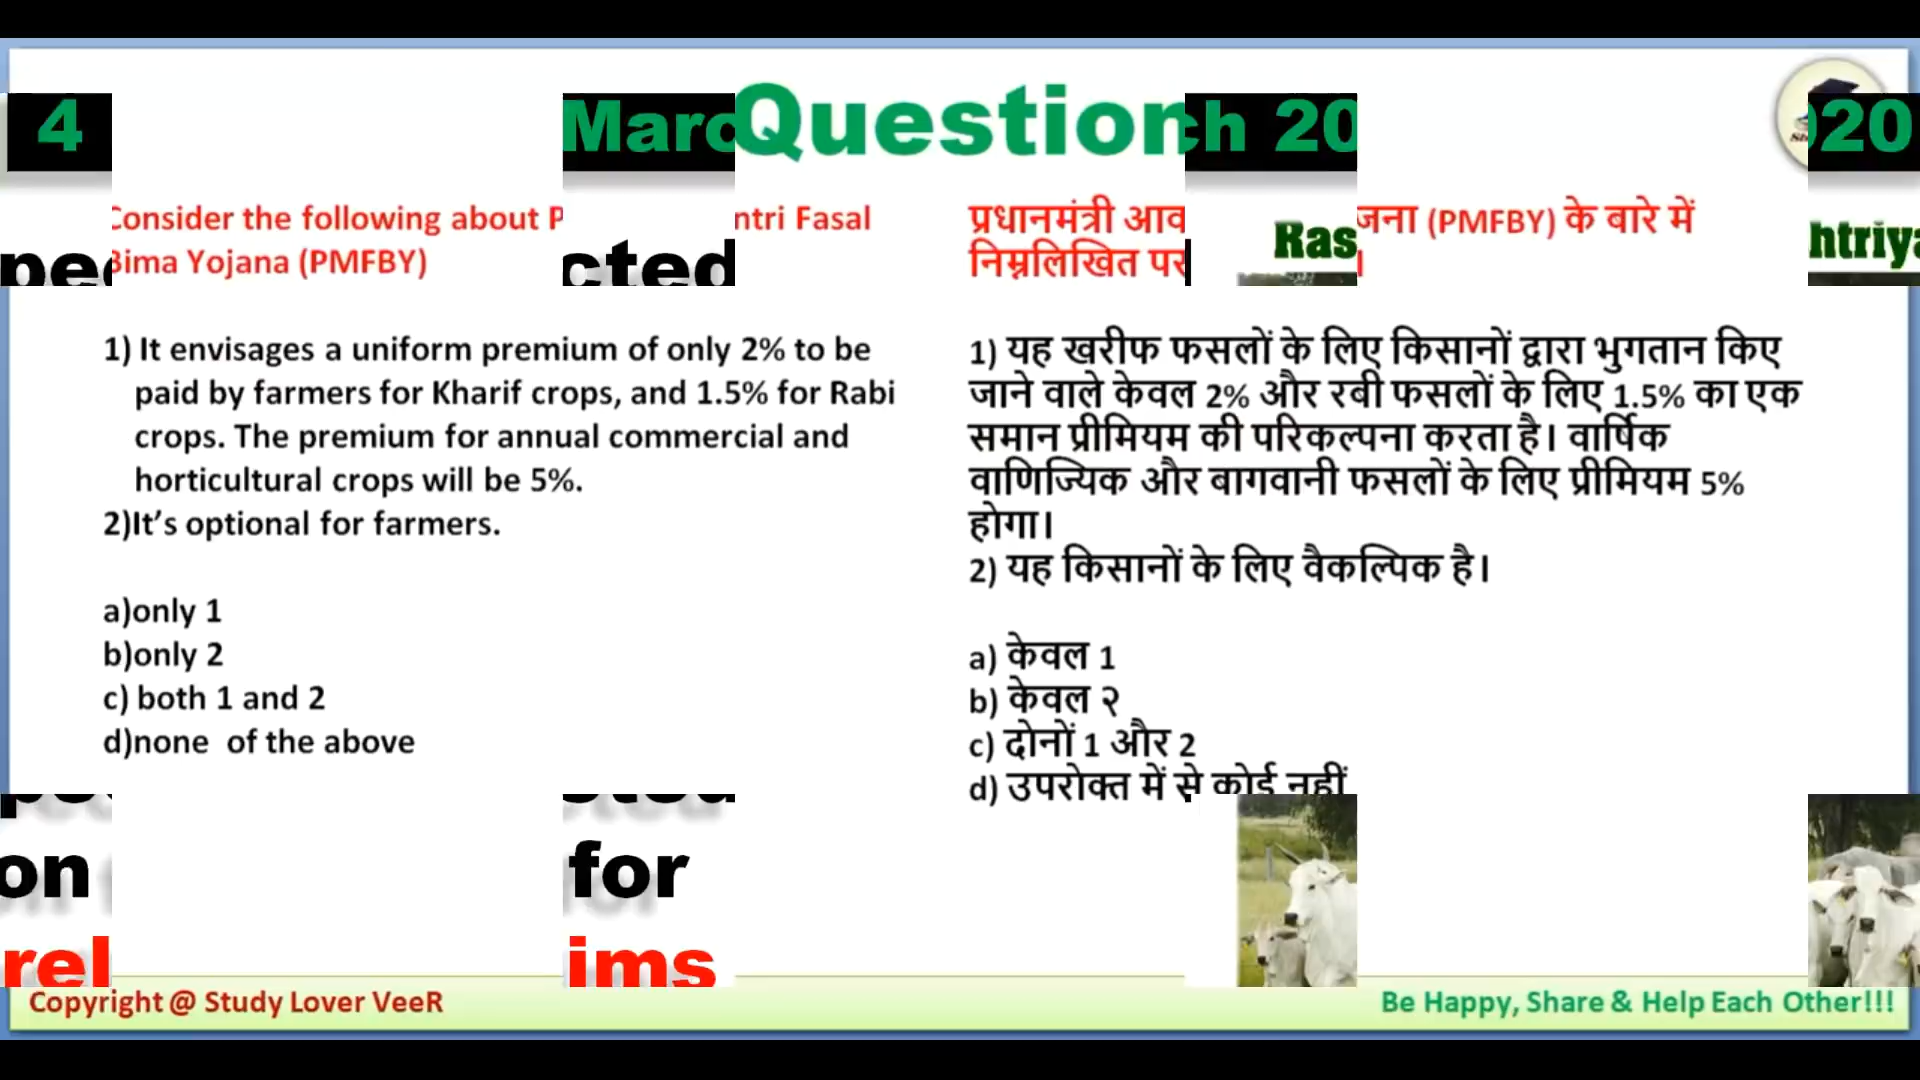 4 March 2020
Question
Consider the following about P ntri Fasal
Bima Yojana (PMFBY)
1) It envisages a uniform premium of only 2% to be
paid by farmers for Kharif crops, and 1.5% for Rabi
crops. The premium for annual commercial and
horticultural crops will be 5%.
2)It’s optional for farmers.
a)only 1
b)only 2
c) both 1 and 2
d)none of the above
प्रधानमंत्री आव जना (PMFBY) के बारे में
निम्नलिखित पर ।
1) यह खरीफ फसलों के लिए किसानों द्वारा भुगतान किए
जाने वाले केवल 2% और रबी फसलों के लिए 1.5% का एक
समान प्रीमियम की परिकल्पना करता है। वार्षिक
वाणिज्यिक और बागवानी फसलों के लिए प्रीमियम 5%
होगा।
2) यह किसानों के लिए वैकल्पिक है।
a) केवल 1
b) केवल २
c) दोनों 1 और 2
d) उपरोक्त में से कोई नहीं
pected
Rashtriya
on for
relims
Copyright @ Study Lover VeeR
Be Happy, Share & Help Each Other!!!